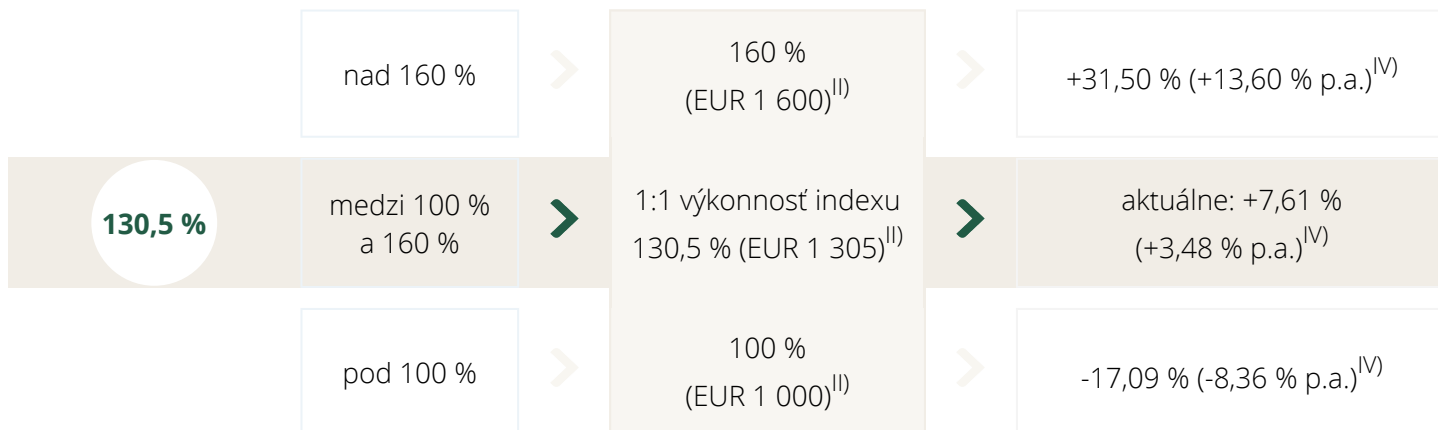 nad 160 %
160 %
(EUR 1 600)II)
+31,50 % (+13,60 % p.a.)IV)
130,5 %
medzi 100 %
a 160 %
1:1 výkonnosť indexu
130,5 % (EUR 1 305)II)
aktuálne: +7,61 %
(+3,48 % p.a.)IV)
pod 100 %
100 %
(EUR 1 000)II)
-17,09 % (-8,36 % p.a.)IV)